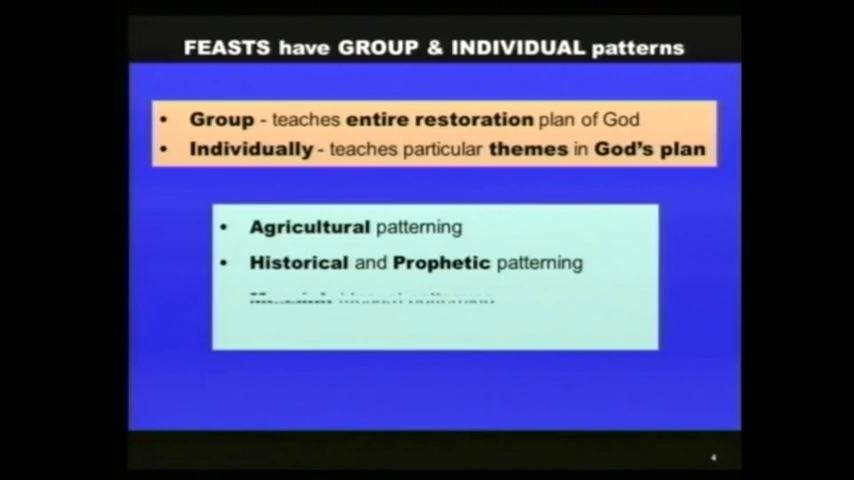 FEASTS have GROUP & INDIVIDUAL patterns
• Group - teaches entire restoration plan of God
• Individually - teaches particular themes in God's plan
• Agricultural patterning
• Historical and Prophetic patterning
4